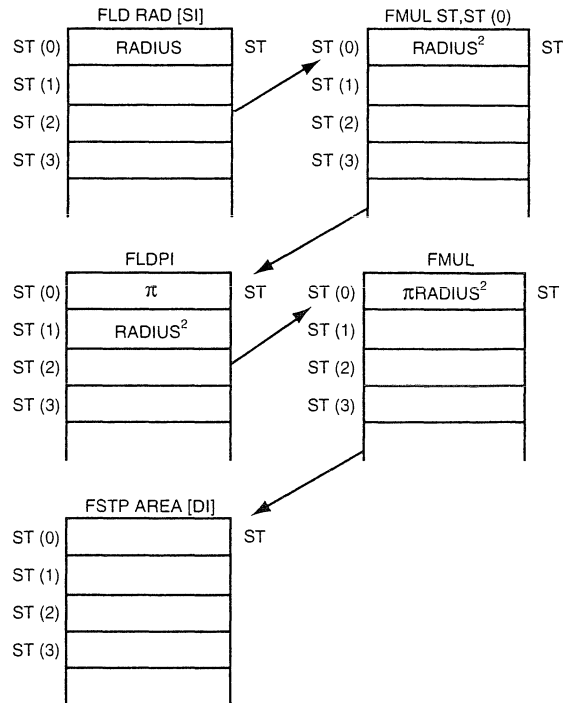 FLD RAD [SI]
ST (0) RADIUS ST
ST (1)
ST (2)
ST (3)
FMUL ST,ST (0)
ST (0) RADIUS² ST
ST (1)
ST (2)
ST (3)
FLDPI
ST (0) π ST
ST (1) RADIUS²
ST (2)
ST (3)
FMUL
ST (0) πRADIUS² ST
ST (1)
ST (2)
ST (3)
FSTP AREA [DI]
ST (0) ST
ST (1)
ST (2)
ST (3)